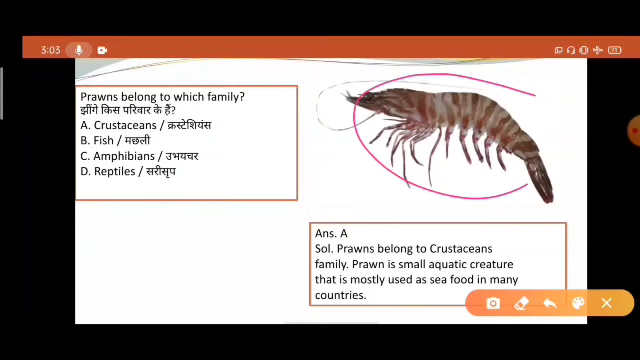 3:03
73
Prawns belong to which family?
झींगे किस परिवार के हैं?
A. Crustaceans / क्रस्टेशियंस
B. Fish / मछली
C. Amphibians / उभयचर
D. Reptiles / सरीसृप
Ans. A
Sol. Prawns belong to Crustaceans
family. Prawn is small aquatic creature
that is mostly used as sea food in many
countries.